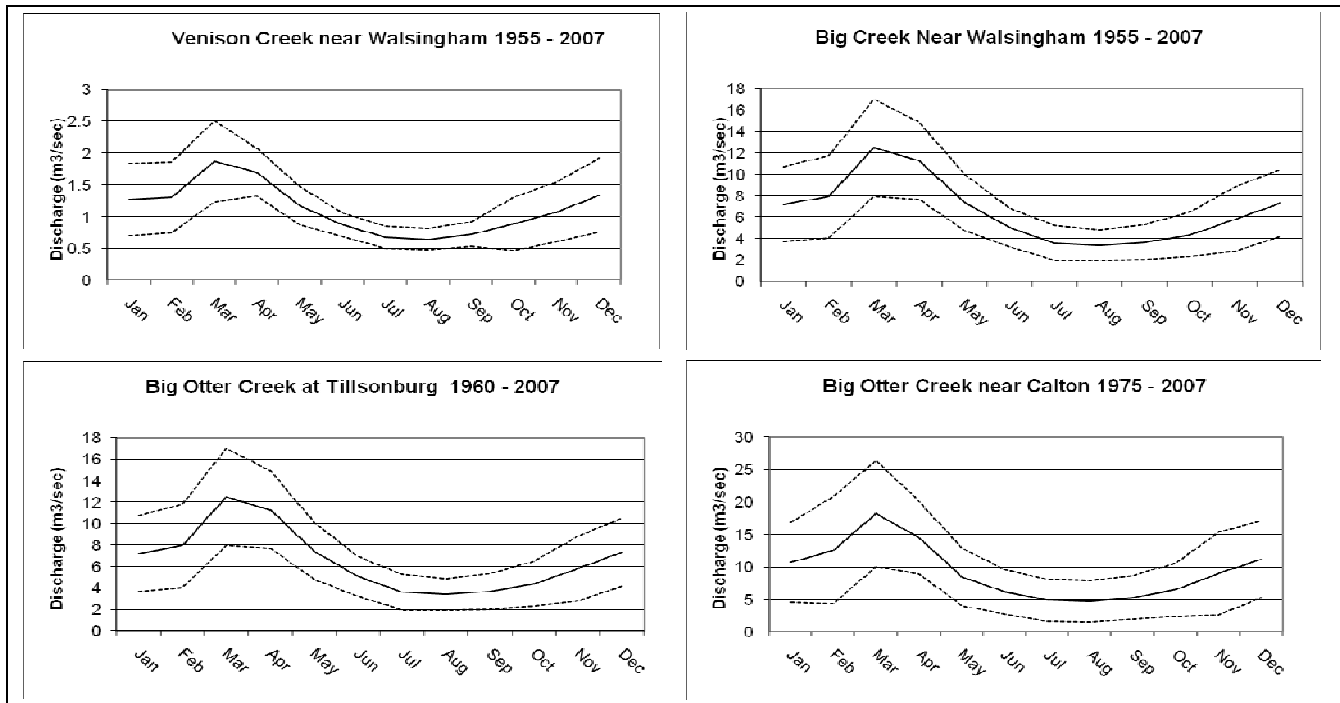 Venison Creek near Walsingham 1955 - 2007
Discharge (m3/sec)
3
2.5
2
1.5
1
0.5
0
Jan Feb Mar Apr May Jun Jul Aug Sep Oct Nov Dec
Big Creek Near Walsingham 1955 - 2007
Discharge (m3/sec)
18
16
14
12
10
8
6
4
2
0
Jan Feb Mar Apr May Jun Jul Aug Sep Oct Nov Dec
Big Otter Creek at Tillsonburg 1960 - 2007
Discharge (m3/sec)
18
16
14
12
10
8
6
4
2
0
Jan Feb Mar Apr May Jun Jul Aug Sep Oct Nov Dec
Big Otter Creek near Calton 1975 - 2007
Discharge (m3/sec)
30
25
20
15
10
5
0
Jan Feb Mar Apr May Jun Jul Aug Sep Oct Nov Dec